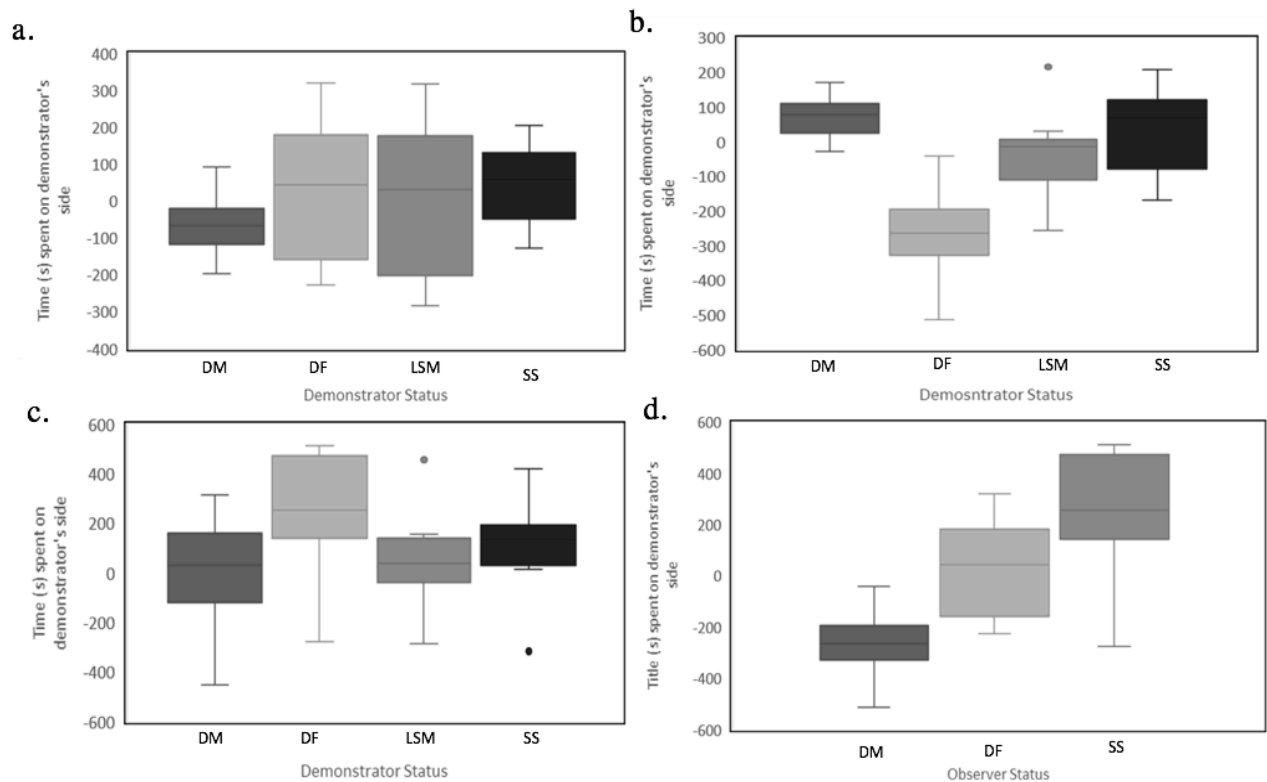 a.
400
300
200
100
0
-100
-200
-300
-400
Time (s) spent on demonstrator's
side
DM
DF
LSM
SS
Demonstrator Status
b.
300
200
100
0
-100
-200
-300
-400
-500
-600
Time (s) spent on demonstrator's
side
DM
DF
LSM
SS
Demosntrator Status
c.
600
400
200
0
-200
-400
-600
Time (s) spent on
demonstrator's side
DM
DF
LSM
SS
Demonstrator Status
d.
600
400
200
0
-200
-400
-600
Title (s) spent on demonstrator's
side
DM
DF
SS
Observer Status